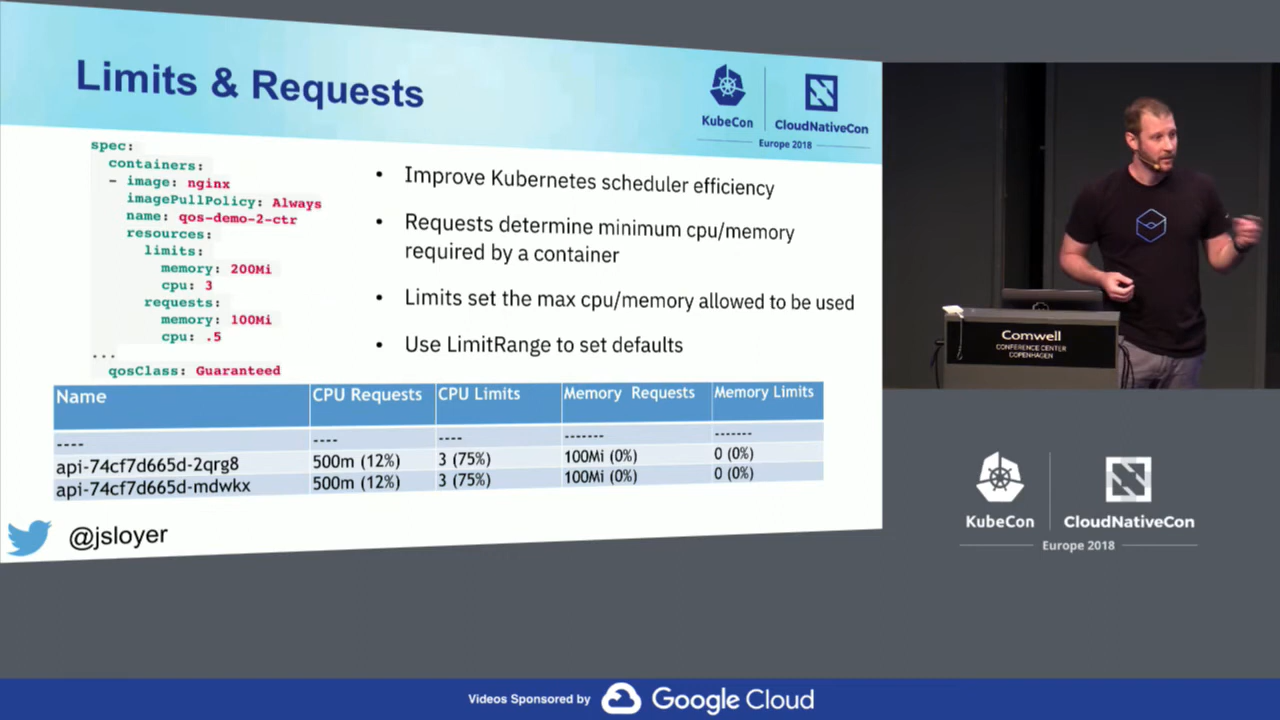 Limits & Requests
KubeCon
CloudNativeCon
Europe 2018
spec:
containers:
- image: nginx
imagePullPolicy: Always
name: qos-demo-2-ctr
resources:
limits:
memory: 200Mi
cpu: 3
requests:
memory: 100Mi
cpu: .5
...
qosClass: Guaranteed
• Improve Kubernetes scheduler efficiency
• Requests determine minimum cpu/memory
required by a container
• Limits set the max cpu/memory allowed to be used
• Use LimitRange to set defaults
Name CPU Requests CPU Limits Memory Requests Memory Limits
---- ---- ---- ------- -------
api-74cf7d665d-2qrg8 500m (12%) 3 (75%) 100Mi (0%) 0 (0%)
api-74cf7d665d-mdwkx 500m (12%) 3 (75%) 100Mi (0%) 0 (0%)
@jsloyer
Comwell
CONFERENCE CENTER
COPENHAGEN
KubeCon
CloudNativeCon
Europe 2018
Videos Sponsored by Google Cloud